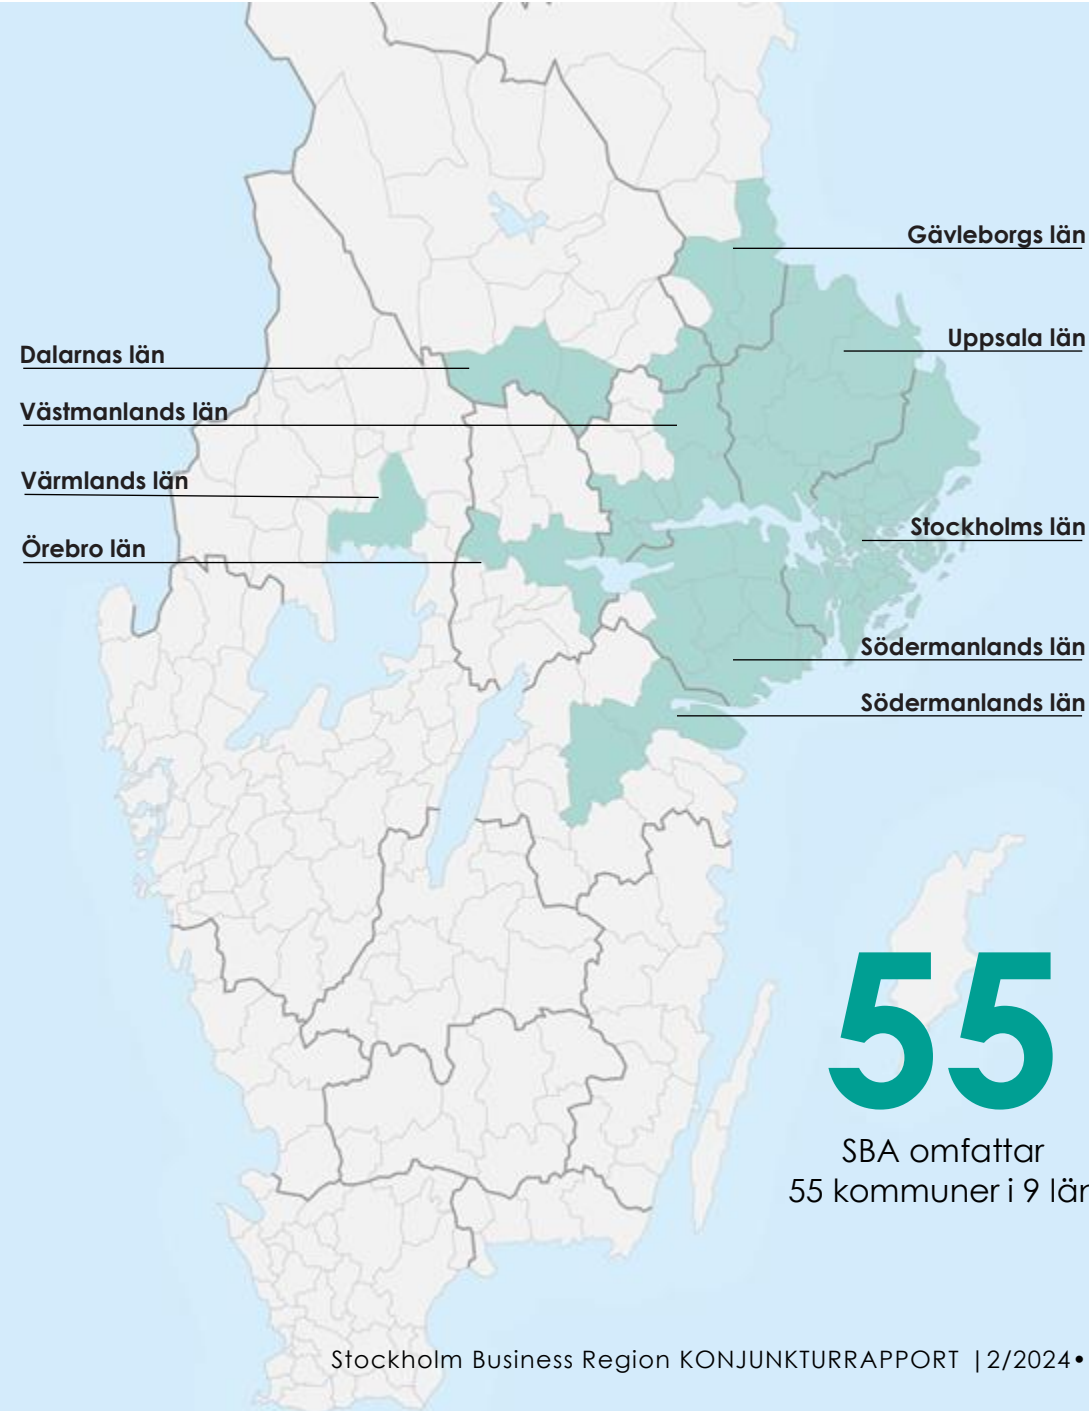 Gävleborgs län
Uppsala län
Dalarnas län
Västmanlands län
Värmlands län
Stockholms län
Örebro län
Södermanlands län
Södermanlands län
55
SBA omfattar
55 kommuner i 9 län
Stockholm Business Region KONJUNKTURRAPPORT |2/2024•